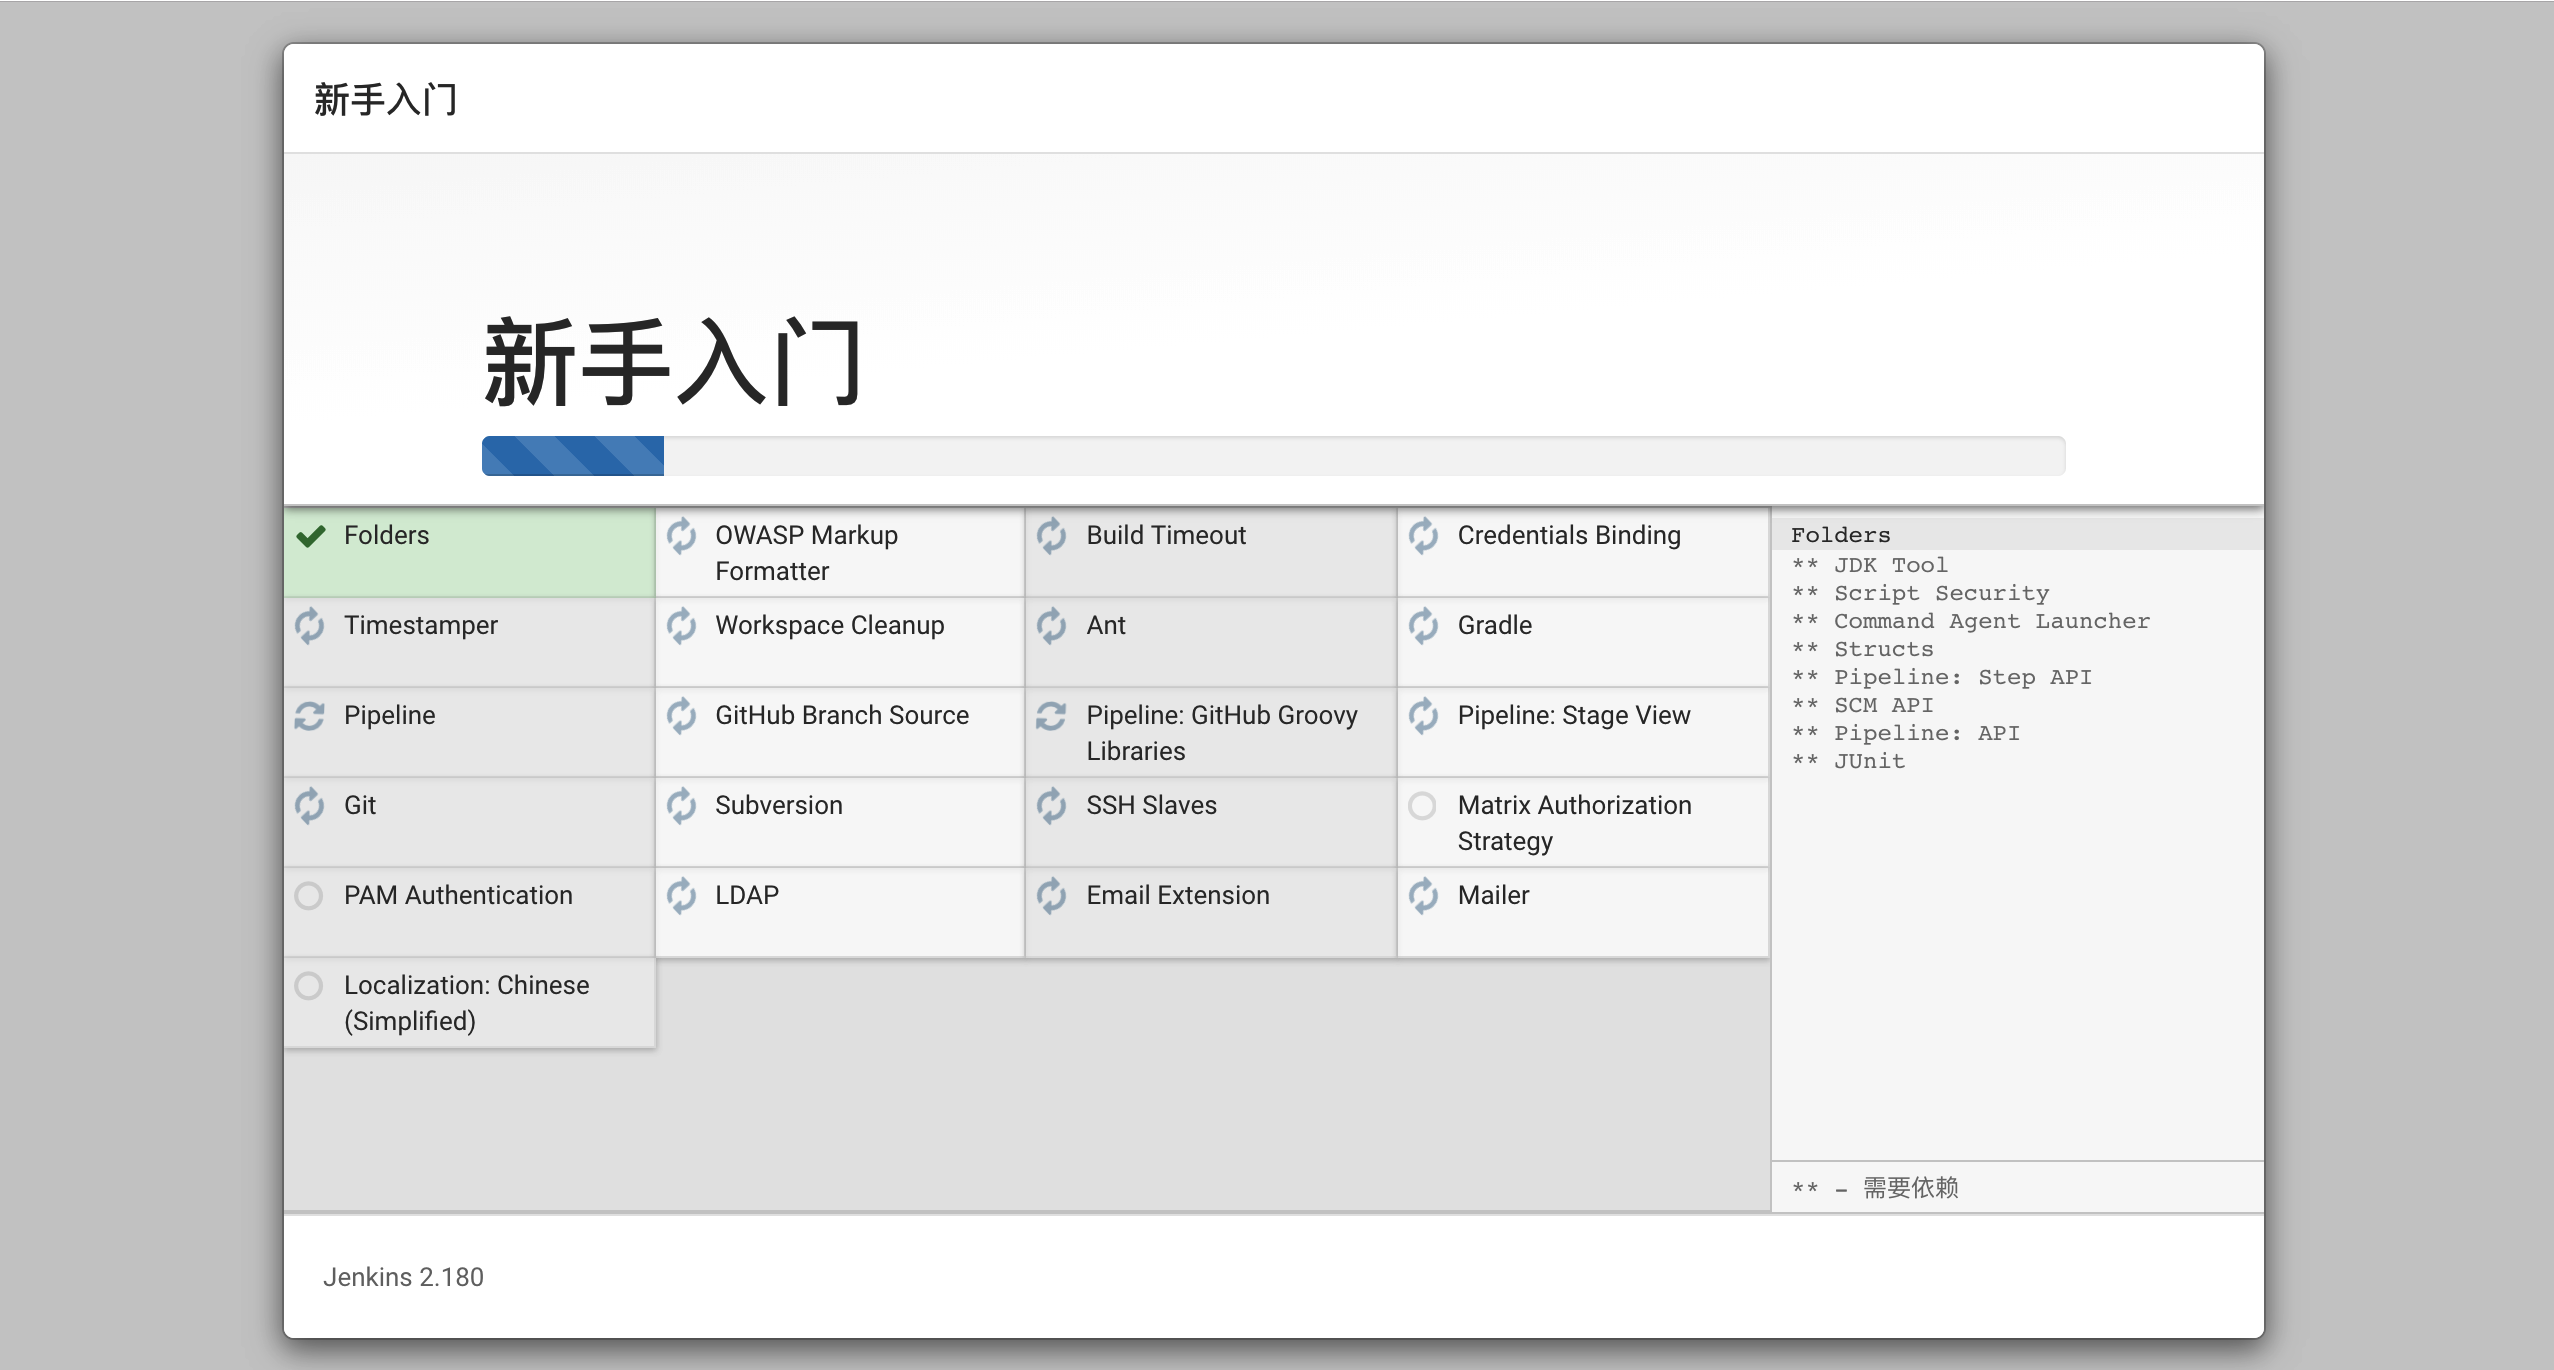 新手入门
新手入门
Folders
OWASP Markup
Formatter
Build Timeout
Credentials Binding
Timestamper
Workspace Cleanup
Ant
Gradle
Pipeline
GitHub Branch Source
Pipeline: GitHub Groovy
Libraries
Pipeline: Stage View
Git
Subversion
SSH Slaves
Matrix Authorization
Strategy
PAM Authentication
LDAP
Email Extension
Mailer
Localization: Chinese
(Simplified)
Folders
** JDK Tool
** Script Security
** Command Agent Launcher
** Structs
** Pipeline: Step API
** SCM API
** Pipeline: API
** JUnit
** - 需要依赖
Jenkins 2.180